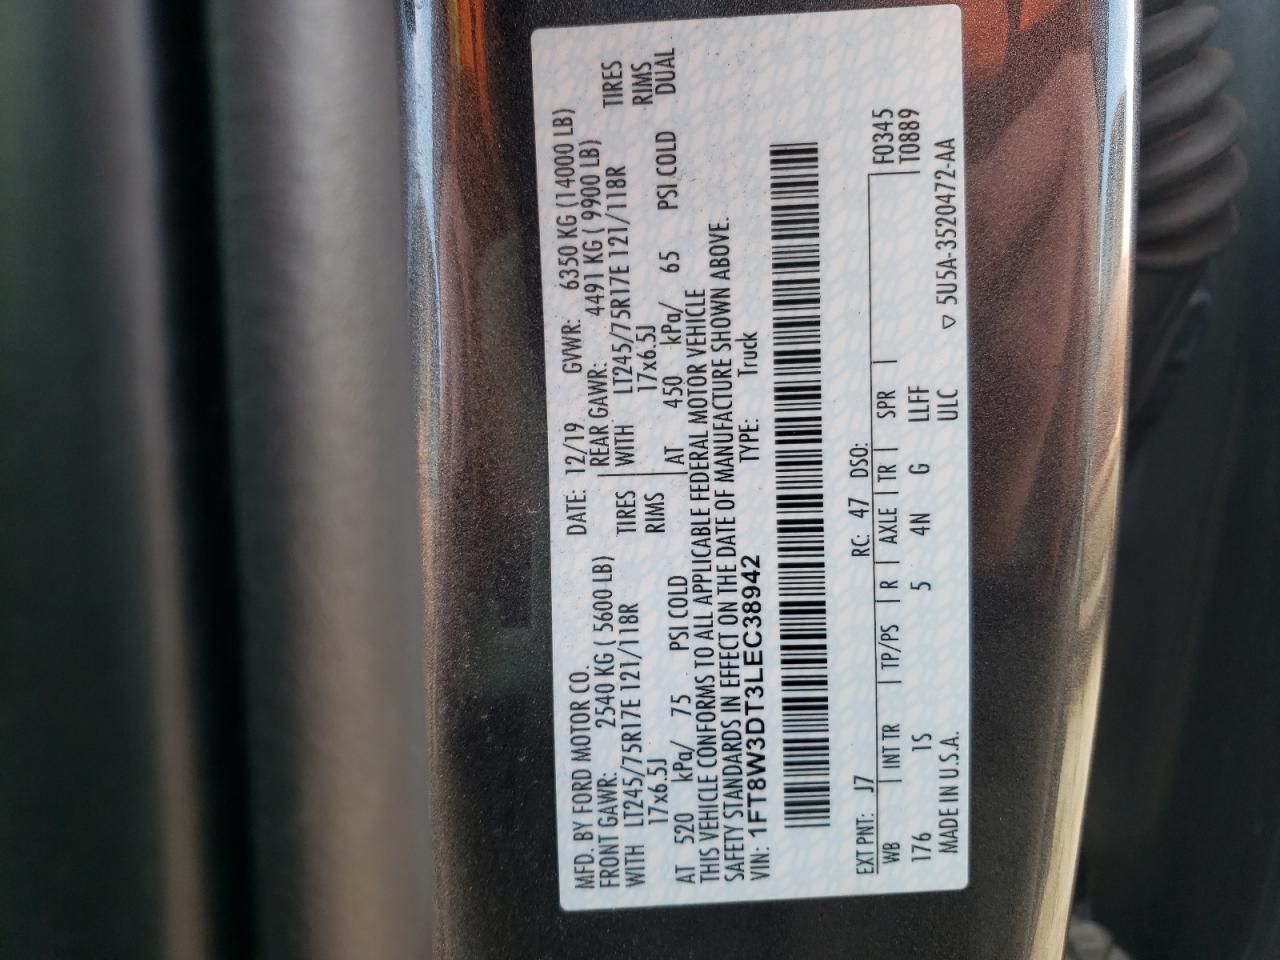 MFD. BY FORD MOTOR CO. DATE: 12/19 GVWR: 6350 KG (14000 LB)
FRONT GAWR: 2540 KG ( 5600 LB) REAR GAWR: 4491 KG ( 9900 LB)
WITH LT245/75R17E 121/118R TIRES WITH LT245/75R17E 121/118R TIRES
17x6.5J RIMS 17x6.5J RIMS
AT 520 kPa/ 75 PSI COLD AT 450 kPa/ 65 PSI COLD DUAL
THIS VEHICLE CONFORMS TO ALL APPLICABLE FEDERAL MOTOR VEHICLE
SAFETY STANDARDS IN EFFECT ON THE DATE OF MANUFACTURE SHOWN ABOVE.
VIN: 1FT8W3DT3LEC38942 TYPE: Truck
EXT PNT: J7 RC: 47 DSO:
WB | INT TR | TP/PS | R | AXLE | TR | SPR | F0345
176 1S 5 4N G LLFF T0889
MADE IN U.S.A. ULC ▽ 5U5A-3520472-AA